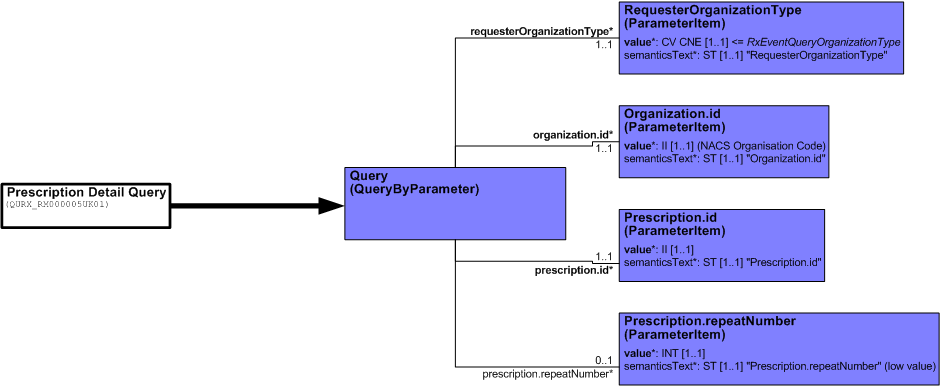 RequesterOrganizationType
(ParameterItem)
value*: CV CNE [1..1] <= RxEventQueryOrganizationType
semanticsText*: ST [1..1] "RequesterOrganizationType"
requesterOrganizationType*
1..1
Organization.id
(ParameterItem)
value*: II [1..1] (NACS Organisation Code)
semanticsText*: ST [1..1] "Organization.id"
organization.id*
1..1
Query
(QueryByParameter)
Prescription Detail Query
(QURX_RM000005UK01)
Prescription.id
(ParameterItem)
value*: II [1..1]
semanticsText*: ST [1..1] "Prescription.id"
1..1
prescription.id*
Prescription.repeatNumber
(ParameterItem)
value*: INT [1..1]
semanticsText*: ST [1..1] "Prescription.repeatNumber" (low value)
0..1
prescription.repeatNumber*